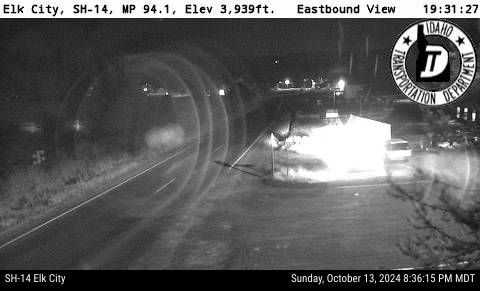 Elk City, SH-14, MP 94.1, Elev 3,939ft. Eastbound View 19:31:27
IDAHO
TRANSPORTATION DEPARTMENT
SH-14 Elk City Sunday, October 13, 2024 8:36:15 PM MDT